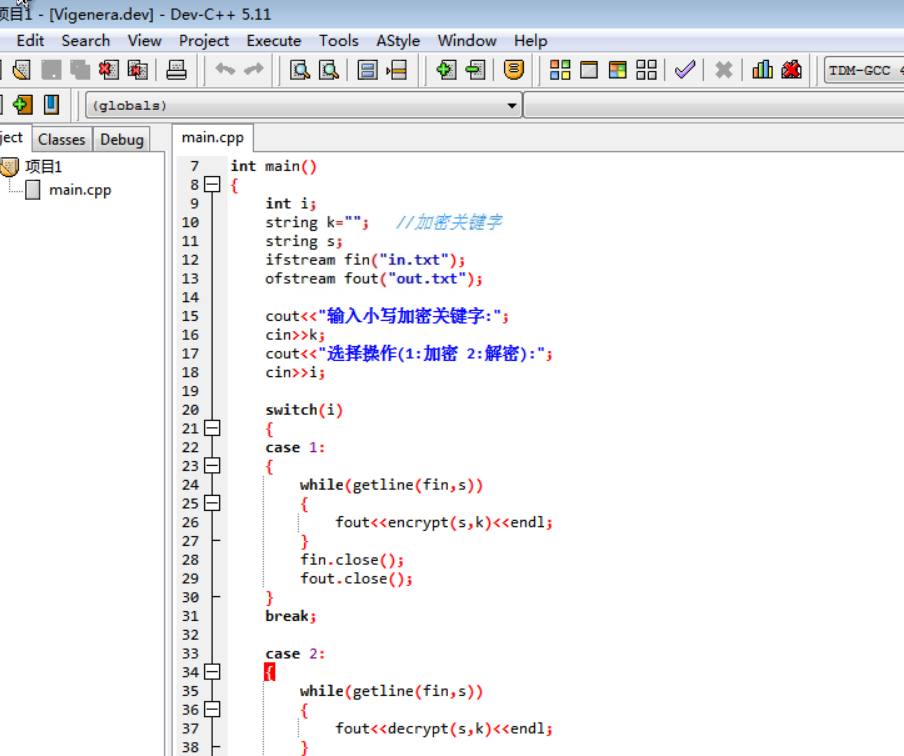 项目1 - [Vigenera.dev] - Dev-C++ 5.11
Edit Search View Project Execute Tools AStyle Window Help
TDM-GCC 4
(globals)
ject Classes Debug main.cpp
项目1
main.cpp
7 int main()
8 {
9 int i;
10 string k=""; //加密关键字
11 string s;
12 ifstream fin("in.txt");
13 ofstream fout("out.txt");
14
15 cout<<"输入小写加密关键字:";
16 cin>>k;
17 cout<<"选择操作(1:加密 2:解密):";
18 cin>>i;
19
20 switch(i)
21 {
22 case 1:
23 {
24 while(getline(fin,s))
25 {
26 fout<<encrypt(s,k)<<endl;
27 }
28 fin.close();
29 fout.close();
30 }
31 break;
32
33 case 2:
34 {
35 while(getline(fin,s))
36 {
37 fout<<decrypt(s,k)<<endl;
38 }